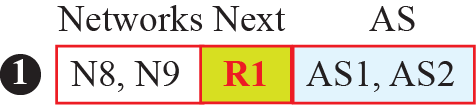 Networks Next AS
1 N8, N9 R1 AS1, AS2